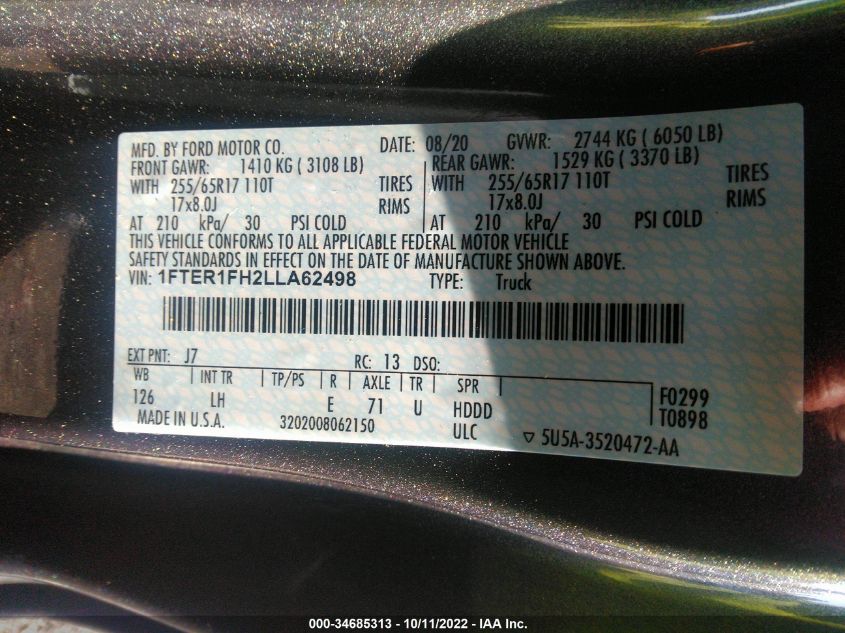 MFD. BY FORD MOTOR CO. DATE: 08/20 GVWR: 2744 KG ( 6050 LB)
FRONT GAWR: 1410 KG ( 3108 LB) REAR GAWR: 1529 KG ( 3370 LB)
WITH 255/65R17 110T TIRES WITH 255/65R17 110T TIRES
17x8.0J RIMS 17x8.0J RIMS
AT 210 kPa/ 30 PSI COLD AT 210 kPa/ 30 PSI COLD
THIS VEHICLE CONFORMS TO ALL APPLICABLE FEDERAL MOTOR VEHICLE
SAFETY STANDARDS IN EFFECT ON THE DATE OF MANUFACTURE SHOWN ABOVE.
VIN: 1FTER1FH2LLA62498 TYPE: Truck
EXT PNT: J7 RC: 13 DSO:
WB INT TR TP/PS R AXLE TR SPR F0299
126 LH E 71 U HDDD T0898
MADE IN U.S.A. 3202008062150 ULC 5U5A-3520472-AA
000-34685313 - 10/11/2022 - IAA Inc.